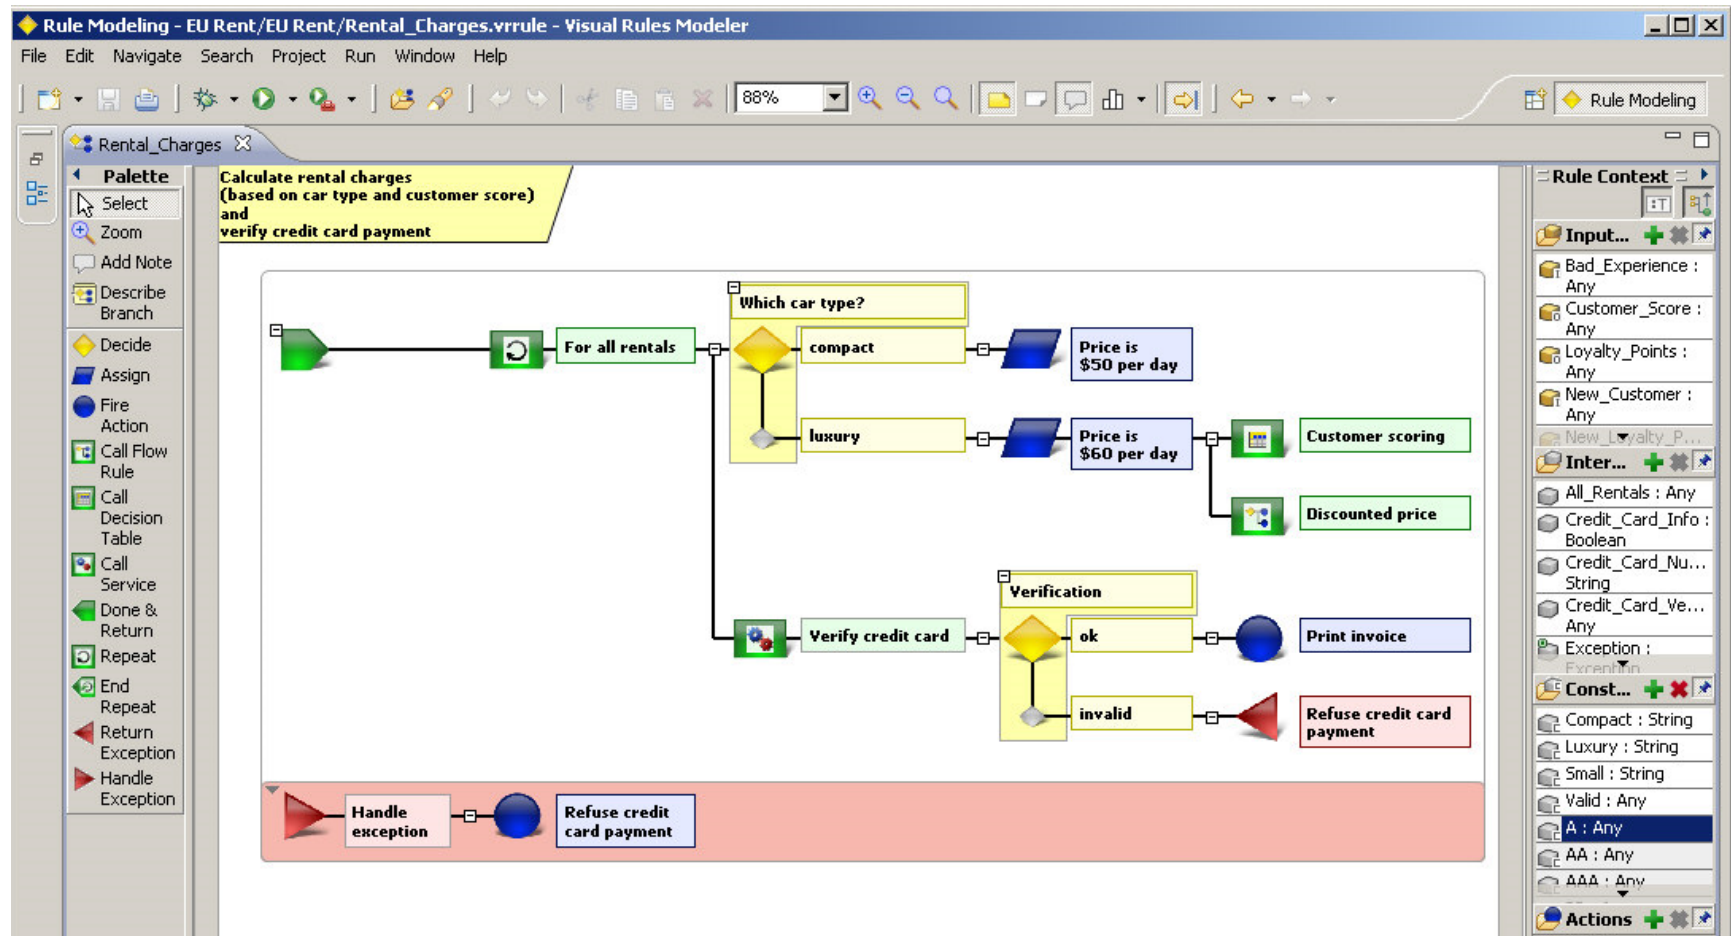 Rule Modeling - EU Rent/EU Rent/Rental_Charges.vrrule - Visual Rules Modeler
File Edit Navigate Search Project Run Window Help
88%
Rule Modeling
Rental_Charges
Palette
Select
Zoom
Add Note
Describe
Branch
Decide
Assign
Fire
Action
Call Flow
Rule
Call
Decision
Table
Call
Service
Done &
Return
Repeat
End
Repeat
Return
Exception
Handle
Exception
Calculate rental charges
(based on car type and customer score)
and
verify credit card payment
Which car type?
For all rentals
compact
Price is
$50 per day
luxury
Price is
$60 per day
Customer scoring
Discounted price
Verification
Verify credit card
ok
Print invoice
invalid
Refuse credit card
payment
Handle
exception
Refuse credit
card payment
Rule Context
Input...
Bad_Experience :
Any
Customer_Score :
Any
Loyalty_Points :
Any
New_Customer :
Any
New_Loyalty_P...
Inter...
All_Rentals : Any
Credit_Card_Info :
Boolean
Credit_Card_Nu...
String
Credit_Card_Ve...
Any
Exception :
Exception
Const...
Compact : String
Luxury : String
Small : String
Valid : Any
A : Any
AA : Any
AAA : Any
Actions